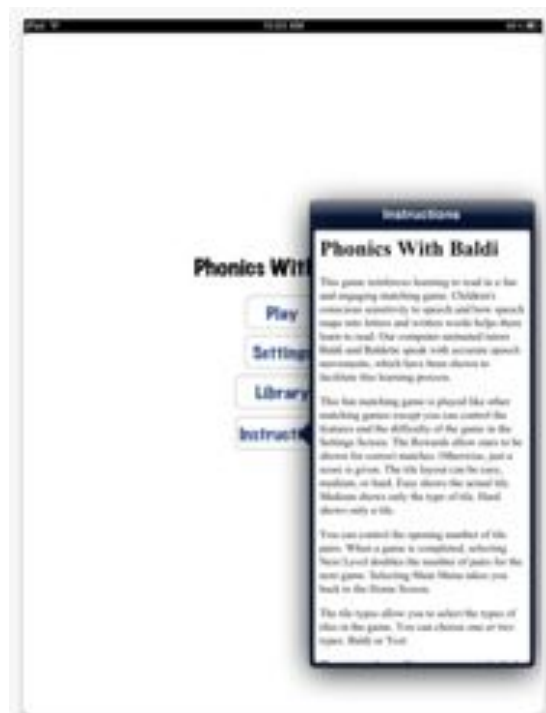 iPad
10:03 AM
Instructions
Phonics With Baldi
This game reinforces learning to read in a fun
and engaging matching game. Children's
conscious sensitivity to speech and how speech
maps into letters and written words helps them
learn to read. Our computer-animated tutors
Baldi and Baldette speak with accurate speech
movements, which have been shown to
facilitate this learning process.
This fun matching game is played like other
matching games except you can control the
features and the difficulty of the game in the
Settings Screen. The Rewards allow ones to be
shown for correct matches. Otherwise, just a
score is given. The tile layout can be easy,
medium, or hard. Easy shows the actual tile.
Medium shows only the type of tile. Hard
shows only a tile.
You can control the opening number of tile
pairs. When a game is completed, selecting
Next Level doubles the number of pairs for the
next game. Selecting Main Menu takes you
back to the Home Screen.
The tile types allow you to select the types of
tiles in the game. You can choose one or two
types: Baldi or Text
Phonics Wit
Play
Settings
Library
Instructi